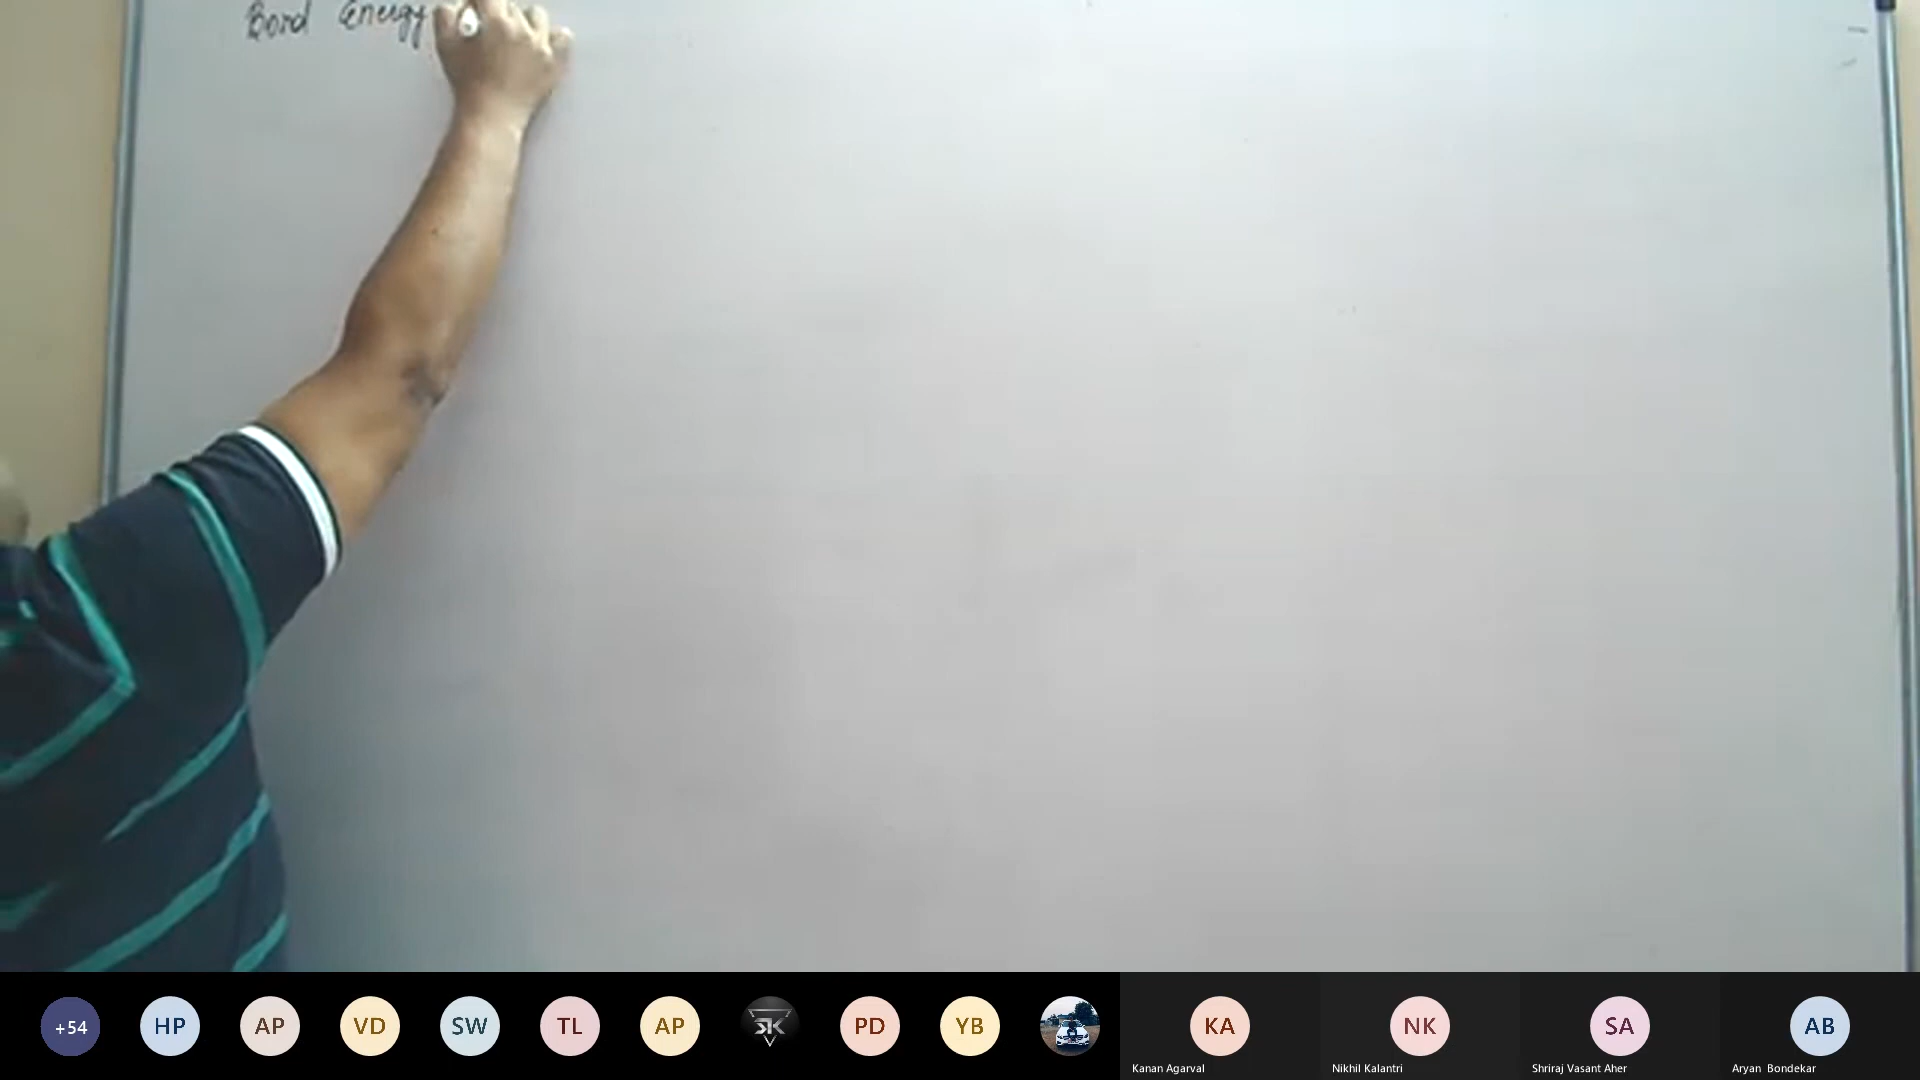 Bond Energy
+54
HP
AP
VD
SW
TL
AP
SK
PD
YB
KA
NK
SA
AB
Kanan Agarval
Nikhil Kalantri
Shriraj Vasant Aher
Aryan Bondekar